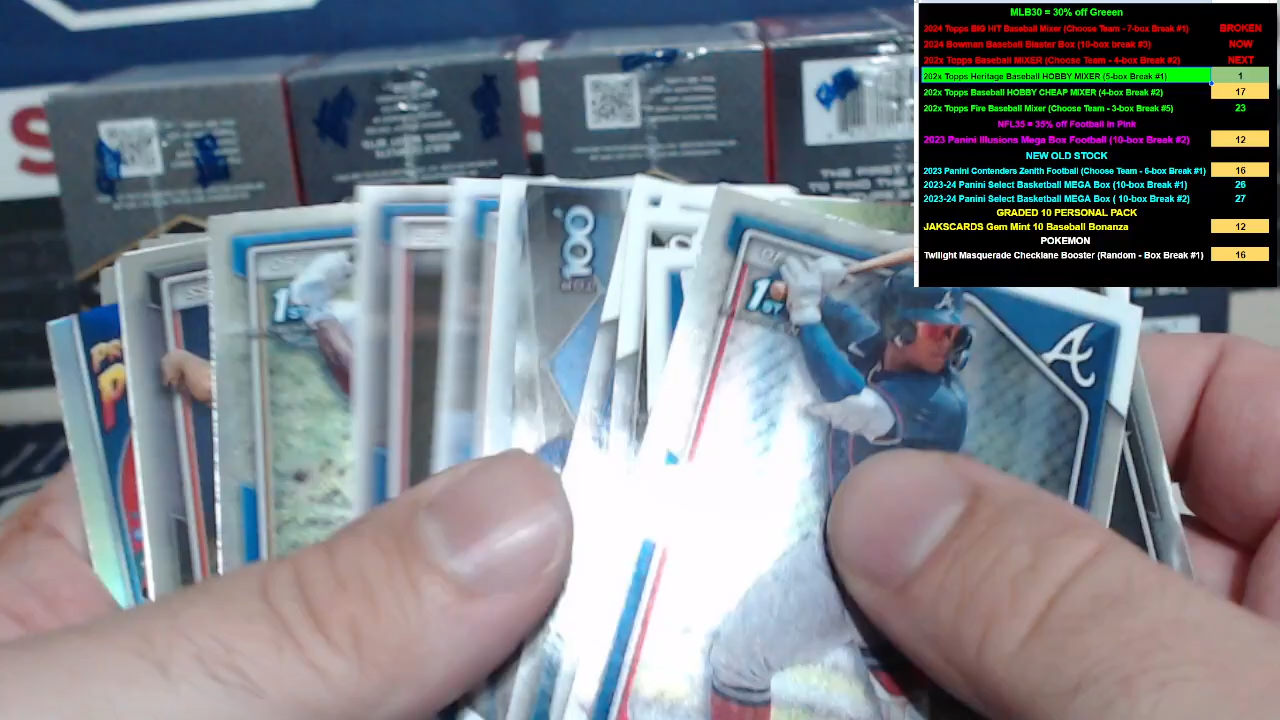 MLB30 = 30% off Greeen
2024 Topps BIG HIT Baseball Mixer (Choose Team - 7-box Break #1) BROKEN
2024 Bowman Baseball Blaster Box (10-box break #3) NOW
202x Topps Baseball MIXER (Choose Team - 4-box Break #2) NEXT
202x Topps Heritage Baseball HOBBY MIXER (5-box Break #1) 1
202x Topps Baseball HOBBY CHEAP MIXER (4-box Break #2) 17
202x Topps Fire Baseball Mixer (Choose Team - 3-box Break #5) 23
NFL35 = 35% off Football in Pink
2023 Panini Illusions Mega Box Football (10-box Break #2) 12
NEW OLD STOCK
2023 Panini Contenders Zenith Football (Choose Team - 6-box Break #1) 16
2023-24 Panini Select Basketball MEGA Box (10-box Break #1) 26
2023-24 Panini Select Basketball MEGA Box ( 10-box Break #2) 27
GRADED 10 PERSONAL PACK
JAKSCARDS Gem Mint 10 Baseball Bonanza 12
POKEMON
Twilight Masquerade Checklane Booster (Random - Box Break #1) 16
100
1st
1st
A